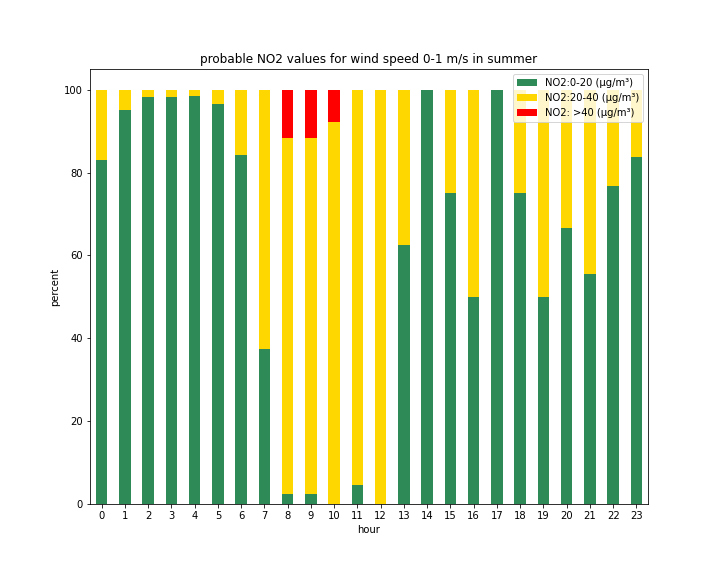 probable NO2 values for wind speed 0-1 m/s in summer
NO2:0-20 (μg/m³)
NO2:20-40 (μg/m³)
NO2: >40 (μg/m³)
100
80
60
40
20
0
percent
0 1 2 3 4 5 6 7 8 9 10 11 12 13 14 15 16 17 18 19 20 21 22 23
hour